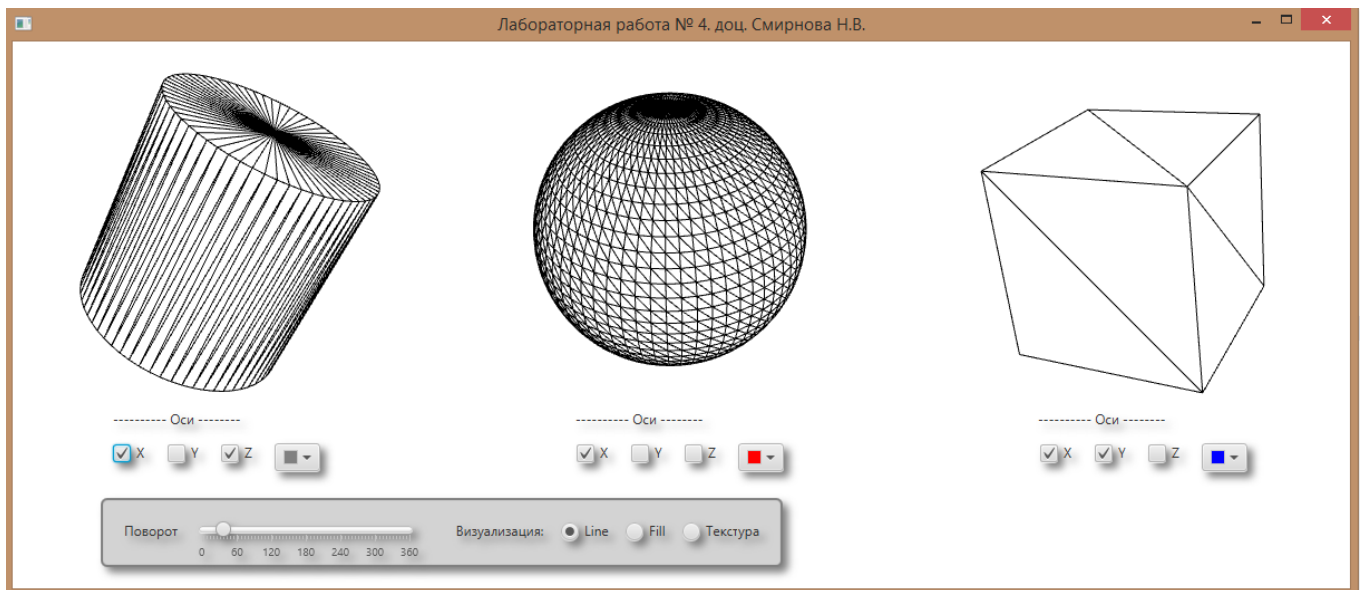 Лабораторная работа № 4. доц. Смирнова Н.В.
---------- Оси --------
X Y Z
---------- Оси --------
X Y Z
---------- Оси --------
X Y Z
Поворот
0 60 120 180 240 300 360
Визуализация: Line Fill Текстура